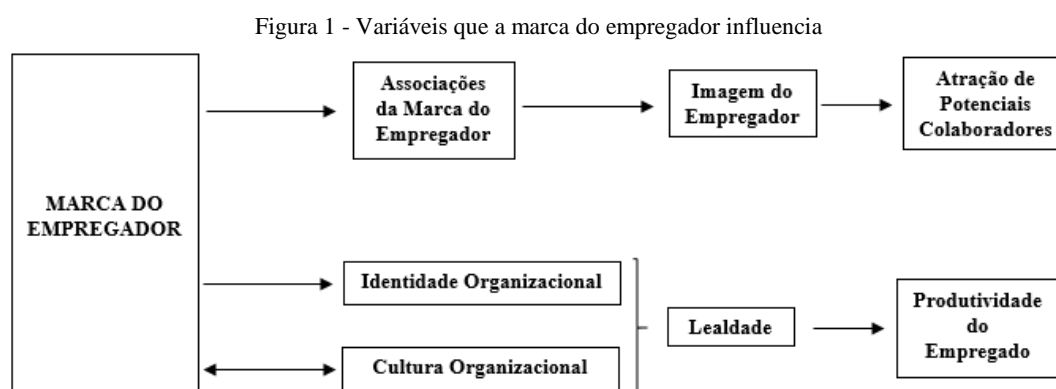 Figura 1 - Variáveis que a marca do empregador influencia
Associações
da Marca do
Empregador
Imagem do
Empregador
Atração de
Potenciais
Colaboradores
MARCA DO
EMPREGADOR
Identidade Organizacional
Lealdade
Produtividade
do
Empregado
Cultura Organizacional